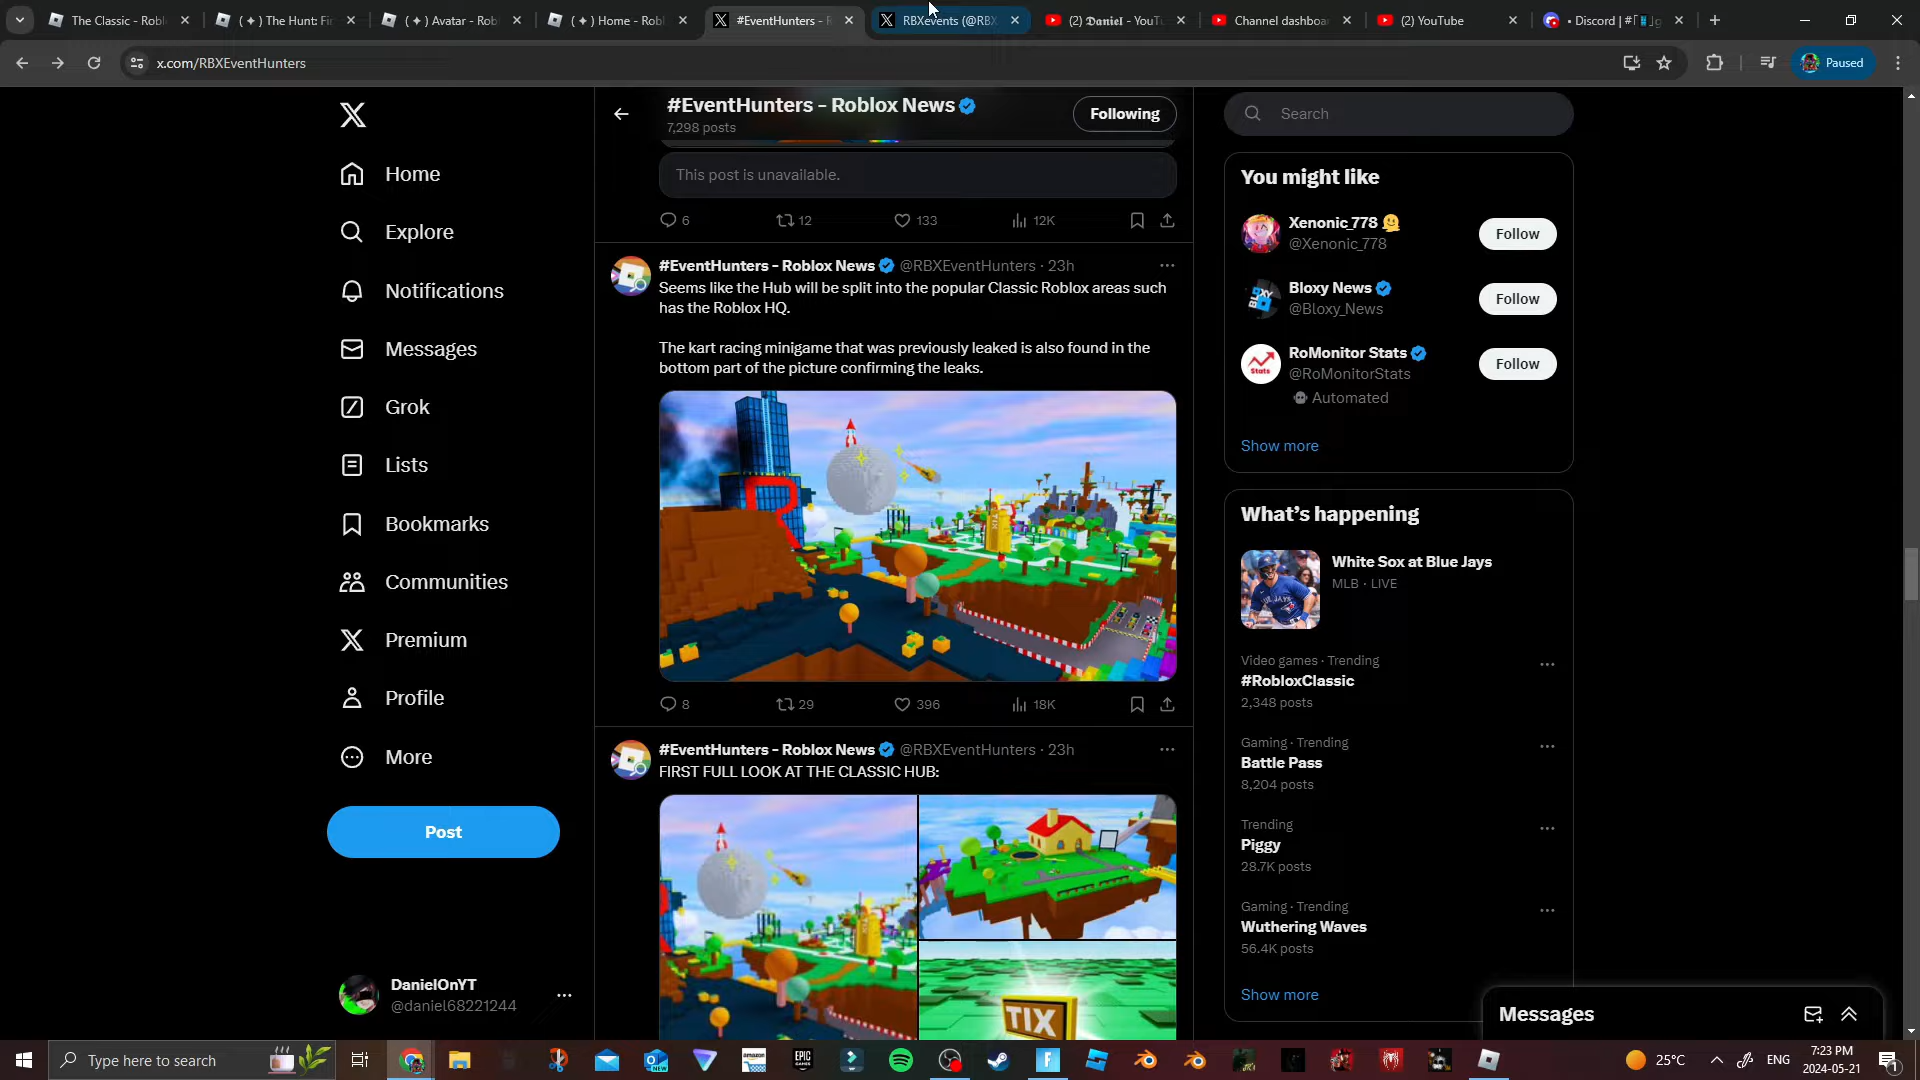 The Classic - Robl
( ✦ ) The Hunt: Fir
( ✦ ) Avatar - Rob
( ✦ ) Home - Robl
#EventHunters - R
RBXevents (@RBX
(2) 𝕯𝖆𝖓𝖎𝖊𝖑 - YouTu
Channel dashboa
(2) YouTube
• Discord | #
x.com/RBXEventHunters
Paused
Home
Explore
Notifications
Messages
Grok
Lists
Bookmarks
Communities
Premium
Profile
More
Post
DanielOnYT
@daniel68221244
#EventHunters - Roblox News
7,298 posts
Following
This post is unavailable.
6 12 133 12K
#EventHunters - Roblox News @RBXEventHunters · 23h
Seems like the Hub will be split into the popular Classic Roblox areas such
has the Roblox HQ.
The kart racing minigame that was previously leaked is also found in the
bottom part of the picture confirming the leaks.
R
8 29 396 18K
#EventHunters - Roblox News @RBXEventHunters · 23h
FIRST FULL LOOK AT THE CLASSIC HUB:
TIX
Search
You might like
Xenonic_778
@Xenonic_778
Follow
BLOXY NEWS
Bloxy News
@Bloxy_News
Follow
Stats
RoMonitor Stats
@RoMonitorStats
Automated
Follow
Show more
What's happening
White Sox at Blue Jays
MLB · LIVE
Video games · Trending
#RobloxClassic
2,348 posts
Gaming · Trending
Battle Pass
8,204 posts
Trending
Piggy
28.7K posts
Gaming · Trending
Wuthering Waves
56.4K posts
Show more
Messages
Type here to search
NEW
amazon
EPIC GAMES
25°C
ENG
7:23 PM
2024-05-21
1